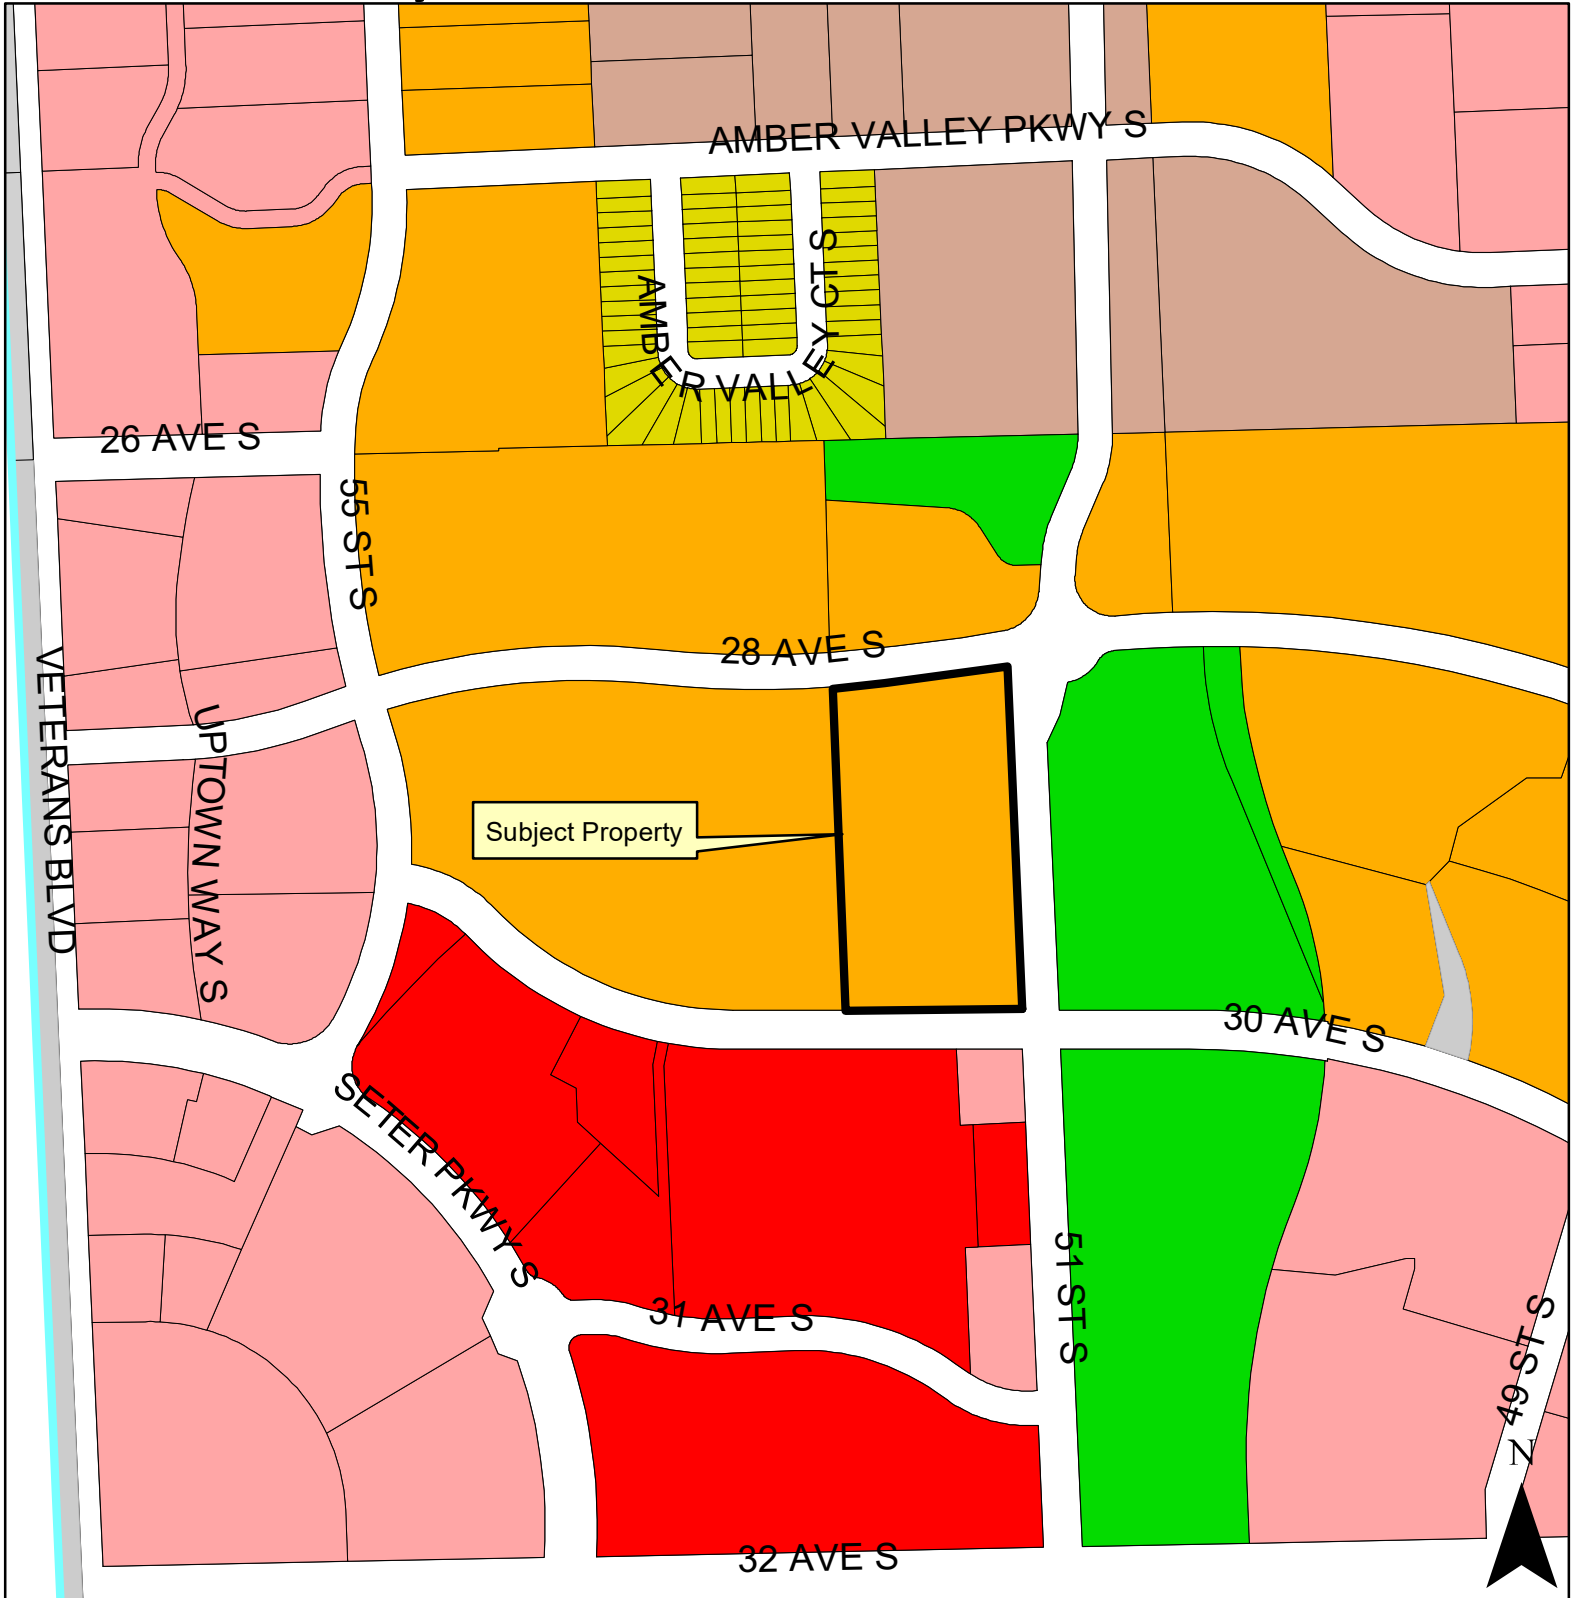 AMBER VALLEY PKWY S
AMBER VALLEY CT S
26 AVE S
55 ST S
28 AVE S
VETERANS BLVD
UPTOWN WAY S
Subject Property
30 AVE S
SETER PKWY S
51 ST S
31 AVE S
49 ST S
N
32 AVE S